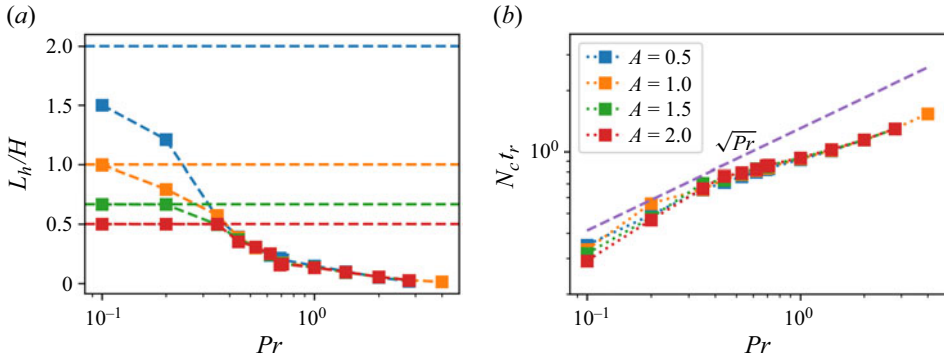 (a)
2.0
1.5
1.0
0.5
0
L_h/H
10^{-1}
10^0
Pr
(b)
A = 0.5
A = 1.0
A = 1.5
A = 2.0
√Pr
10^0
N_c t_r
10^{-1}
10^0
Pr